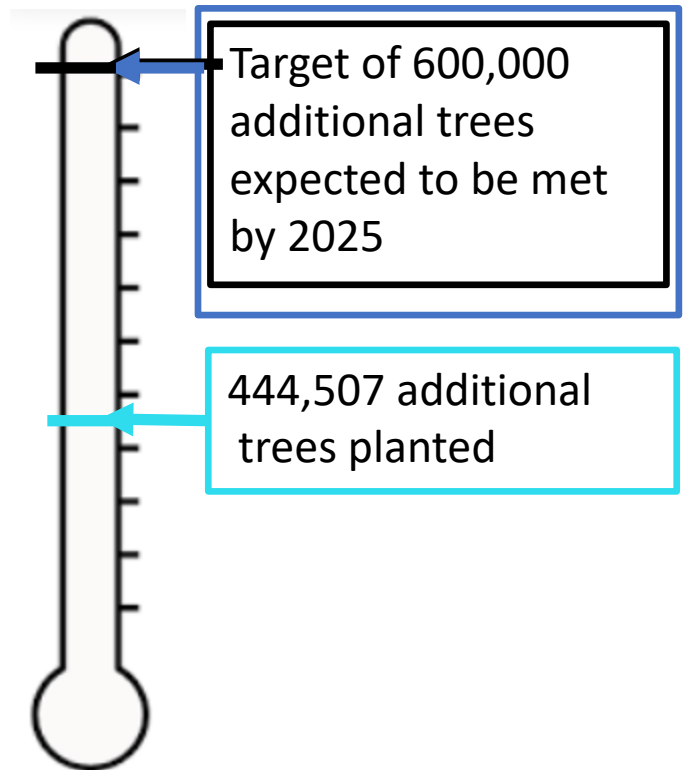 Target of 600,000
additional trees
expected to be met
by 2025
444,507 additional
trees planted